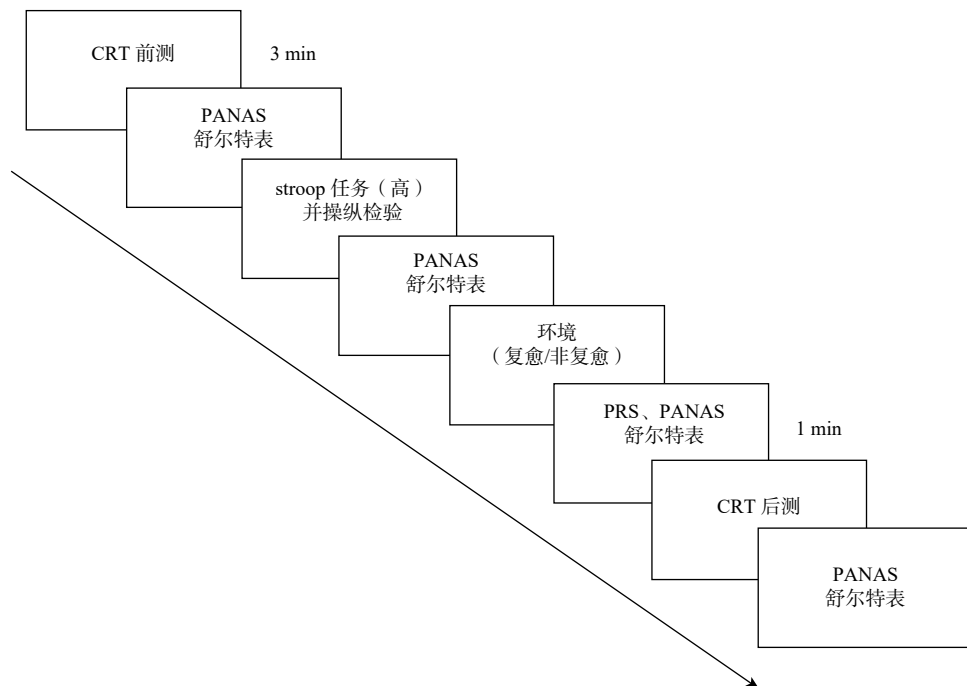 CRT 前测
3 min
PANAS
舒尔特表
stroop 任务（高）
并操纵检验
PANAS
舒尔特表
环境
（复愈/非复愈）
PRS、PANAS
舒尔特表
1 min
CRT 后测
PANAS
舒尔特表